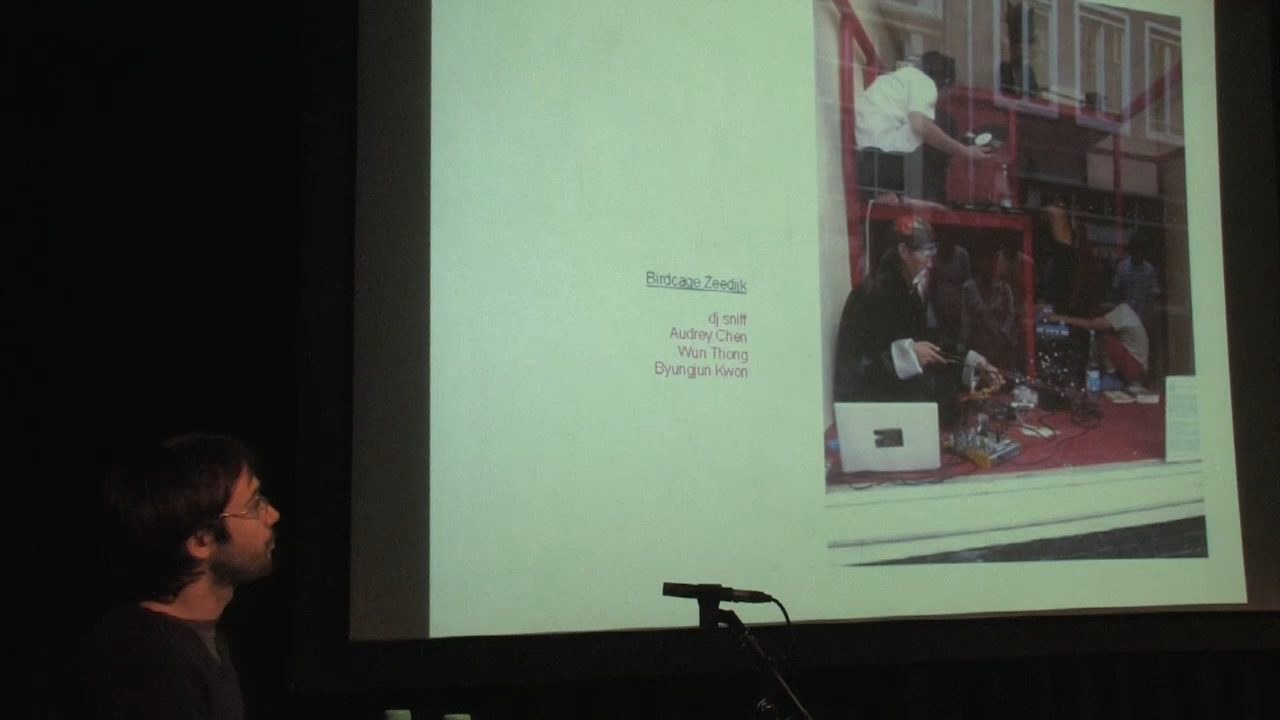 Birdcage Zeedijk
dj sniff
Audrey Chen
Wun Thong
Byungjun Kwon